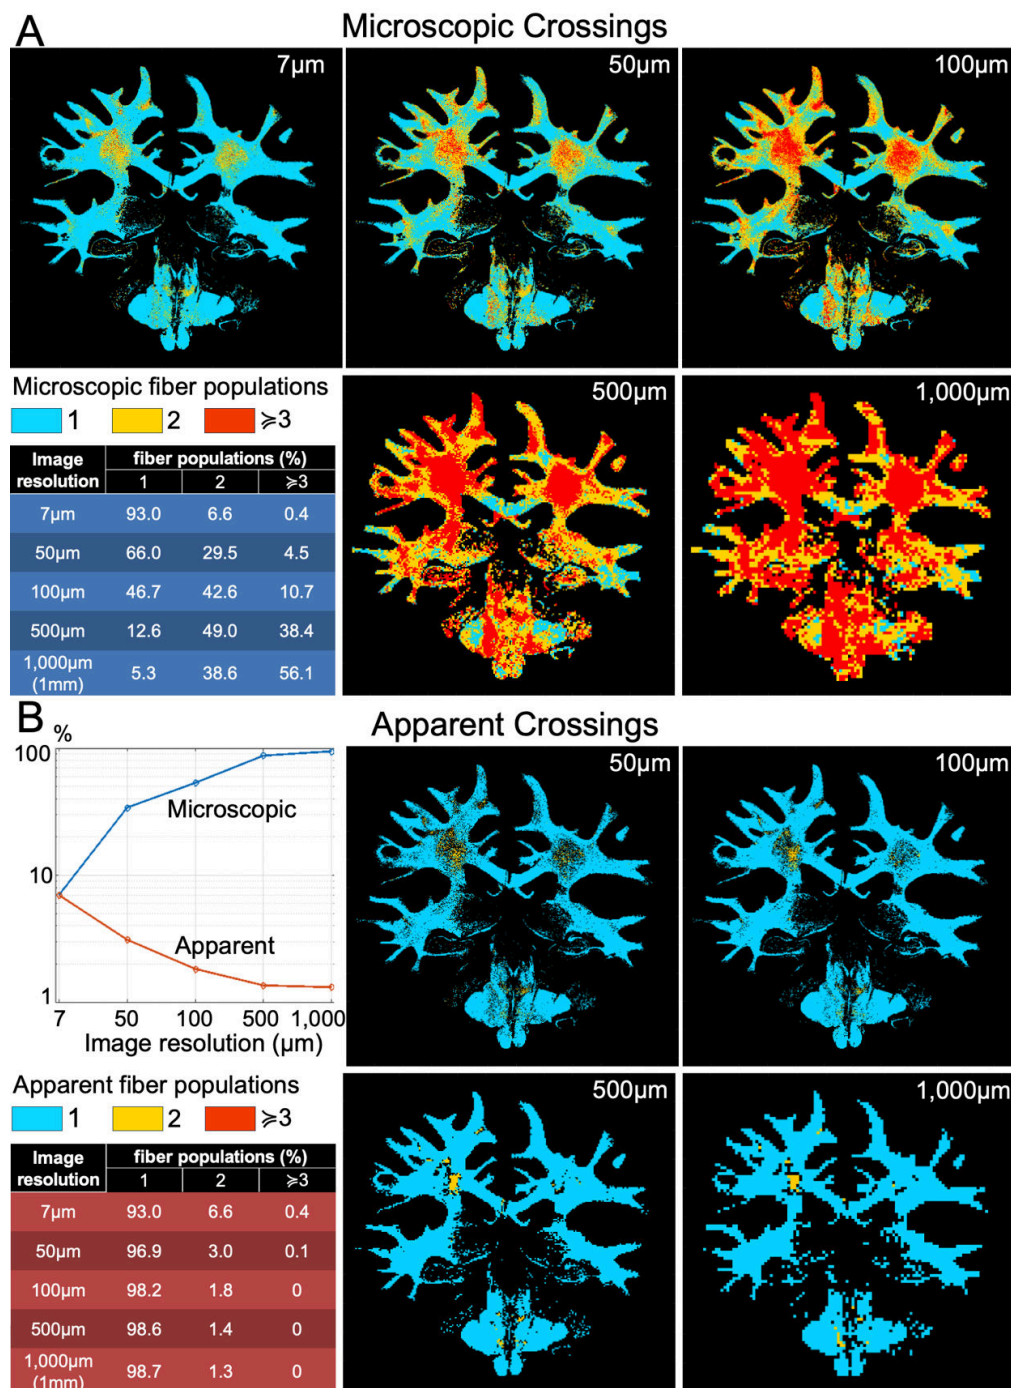 A
Microscopic Crossings
7µm
50µm
100µm
Microscopic fiber populations
1 2 ≽3
Image resolution fiber populations (%)
1 2 ≽3
7µm 93.0 6.6 0.4
50µm 66.0 29.5 4.5
100µm 46.7 42.6 10.7
500µm 12.6 49.0 38.4
1,000µm (1mm) 5.3 38.6 56.1
500µm
1,000µm
B
Apparent Crossings
%
100
10
1
Microscopic
Apparent
7 50 100 500 1,000
Image resolution (µm)
50µm
100µm
Apparent fiber populations
1 2 ≽3
Image resolution fiber populations (%)
1 2 ≽3
7µm 93.0 6.6 0.4
50µm 96.9 3.0 0.1
100µm 98.2 1.8 0
500µm 98.6 1.4 0
1,000µm (1mm) 98.7 1.3 0
500µm
1,000µm